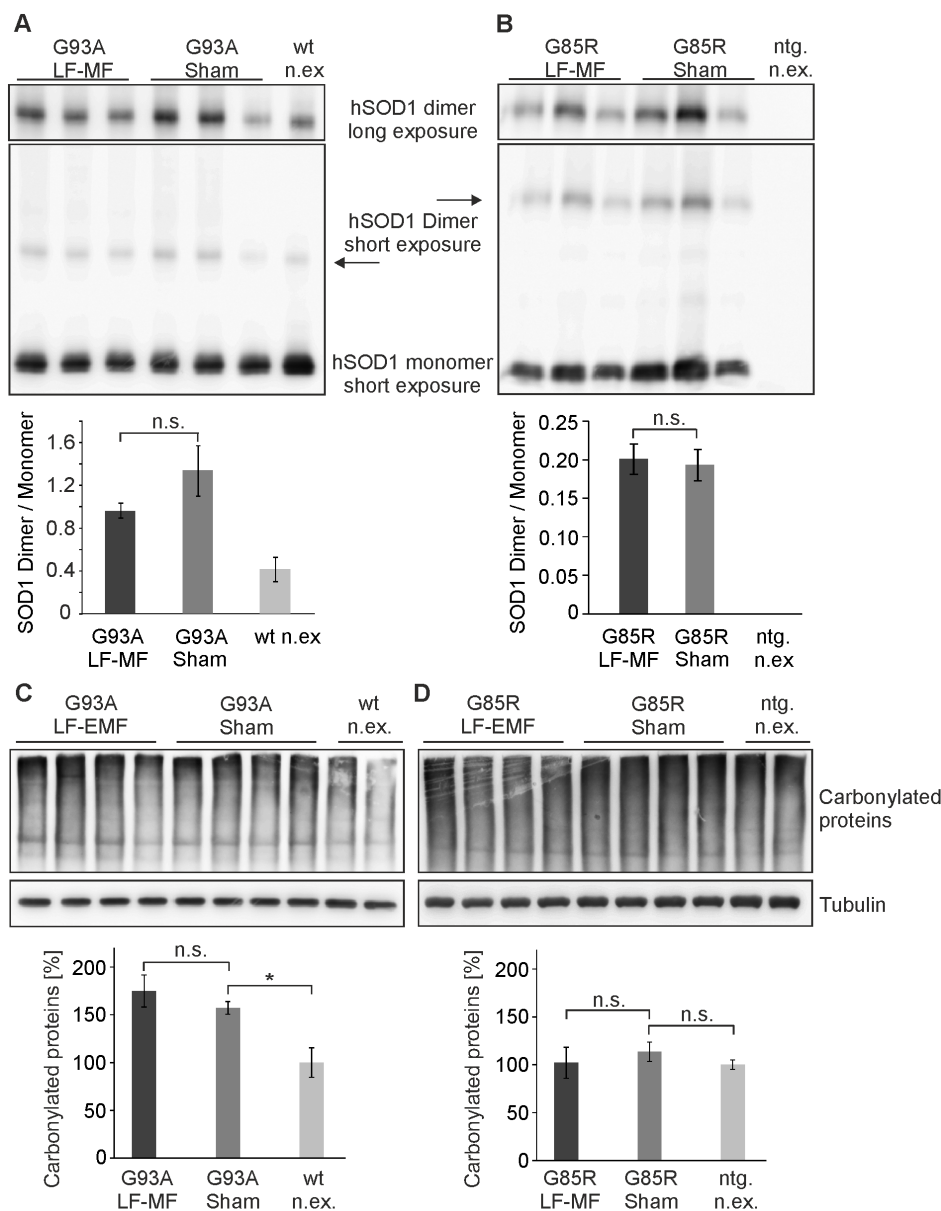 A
G93A
LF-MF
G93A
Sham
wt
n.ex.
hSOD1 dimer
long exposure
hSOD1 Dimer
short exposure
hSOD1 monomer
short exposure
B
G85R
LF-MF
G85R
Sham
ntg.
n.ex.
SOD1 Dimer / Monomer
1.6
1.2
0.8
0.4
0
n.s.
G93A
LF-MF
G93A
Sham
wt n.ex
SOD1 Dimer / Monomer
0.25
0.20
0.15
0.10
0.05
0
n.s.
G85R
LF-MF
G85R
Sham
ntg.
n.ex
C
G93A
LF-EMF
G93A
Sham
wt
n.ex.
D
G85R
LF-EMF
G85R
Sham
ntg.
n.ex.
Carbonylated
proteins
Tubulin
Carbonylated proteins [%]
200
150
100
50
0
n.s.
*
G93A
LF-MF
G93A
Sham
wt
n.ex.
Carbonylated proteins [%]
200
150
100
50
0
n.s.
n.s.
G85R
LF-MF
G85R
Sham
ntg.
n.ex.